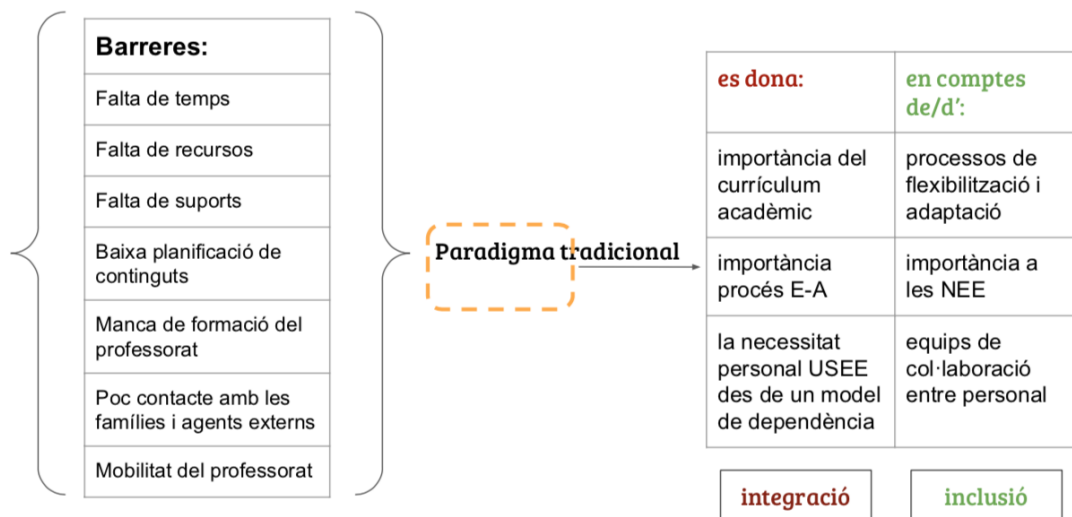 Barreres:
Falta de temps
Falta de recursos
Falta de suports
Baixa planificació de
continguts
Manca de formació del
professorat
Poc contacte amb les
famílies i agents externs
Mobilitat del professorat
Paradigma tradicional
es dona:
importància del
currículum
acadèmic
importància
procés E-A
la necessitat
personal USEE
des de un model
de dependència
en comptes
de/d':
processos de
flexibilització i
adaptació
importància a
les NEE
equips de
col·laboració
entre personal
integració
inclusió